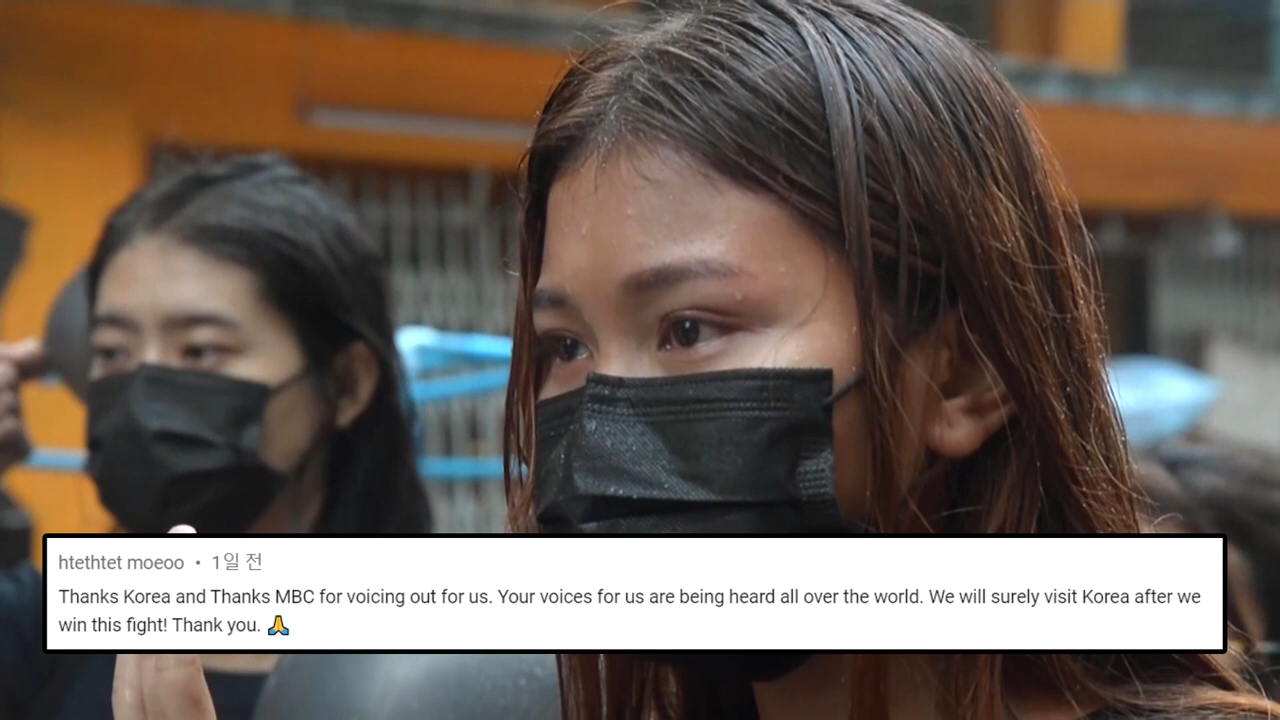 htethtet moeoo • 1일 전
Thanks Korea and Thanks MBC for voicing out for us. Your voices for us are being heard all over the world. We will surely visit Korea after we
win this fight! Thank you. 🙏